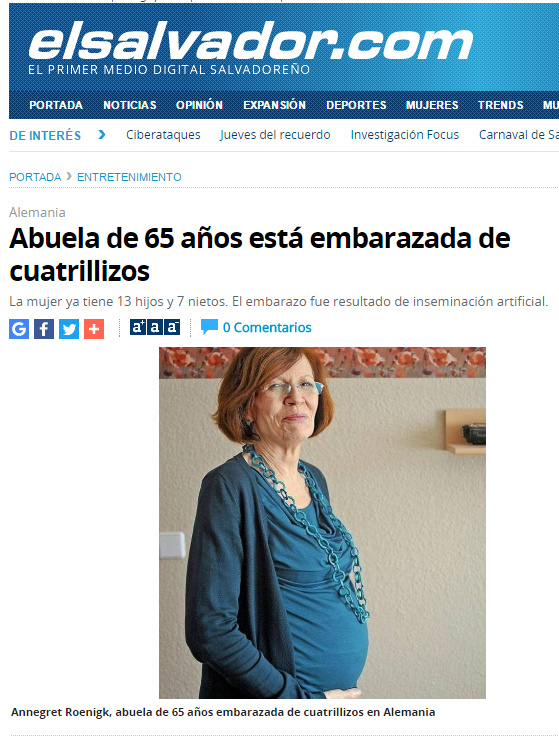 elsalvador.com
EL PRIMER MEDIO DIGITAL SALVADOREÑO
PORTADA NOTICIAS OPINIÓN EXPANSIÓN DEPORTES MUJERES TRENDS MU
DE INTERÉS › Ciberataques Jueves del recuerdo Investigación Focus Carnaval de Sa
PORTADA › ENTRETENIMIENTO
Alemania
Abuela de 65 años está embarazada de
cuatrillizos
La mujer ya tiene 13 hijos y 7 nietos. El embarazo fue resultado de inseminación artificial.
G f + a+ a a- 0 Comentarios
Annegret Roenigk, abuela de 65 años embarazada de cuatrillizos en Alemania